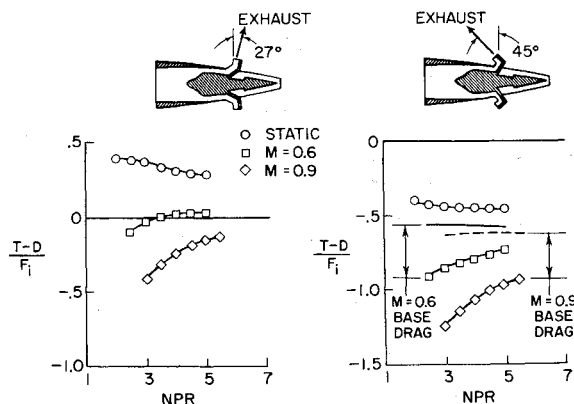 EXHAUST
27°
EXHAUST
45°
STATIC
M = 0.6
M = 0.9
.5
0
-.5
-1.0
T-D
F i
1 3 5 7
NPR
0
-.5
-1.0
-1.5
T-D
F i
M = 0.6
BASE
DRAG
M = 0.9
BASE
DRAG
1 3 5 7
NPR